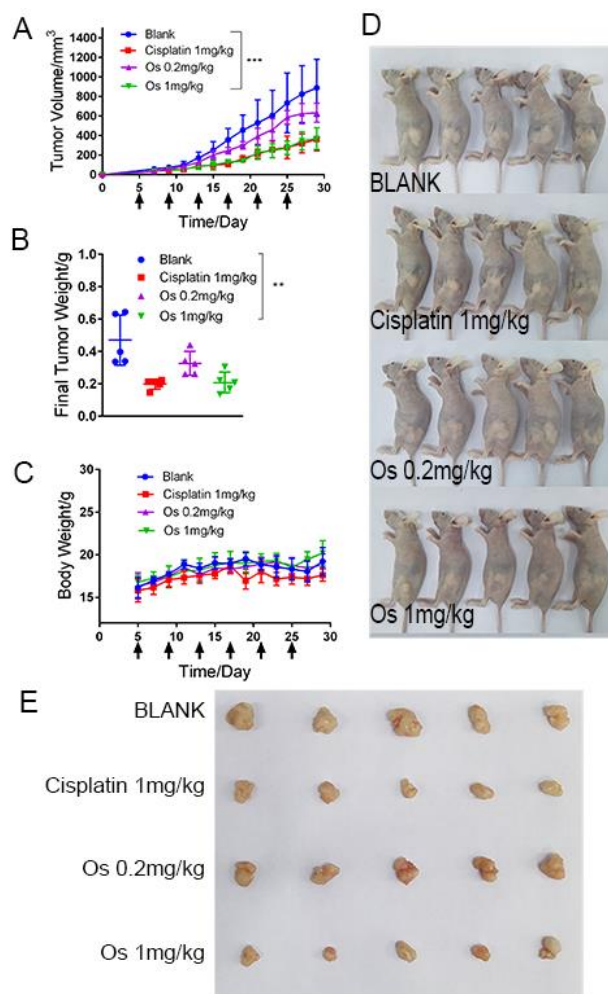 A
Tumor Volume/mm³
1400
1200
1000
800
600
400
200
0
Blank
Cisplatin 1mg/kg
Os 0.2mg/kg
Os 1mg/kg
***
0 5 10 15 20 25 30
Time/Day
B
Final Tumor Weight/g
1.0
0.8
0.6
0.4
0.2
0.0
Blank
Cisplatin 1mg/kg
Os 0.2mg/kg
Os 1mg/kg
**
C
Body Weight/g
30
25
20
15
10
Blank
Cisplatin 1mg/kg
Os 0.2mg/kg
Os 1mg/kg
0 5 10 15 20 25 30
Time/Day
D
BLANK
Cisplatin 1mg/kg
Os 0.2mg/kg
Os 1mg/kg
E
BLANK
Cisplatin 1mg/kg
Os 0.2mg/kg
Os 1mg/kg